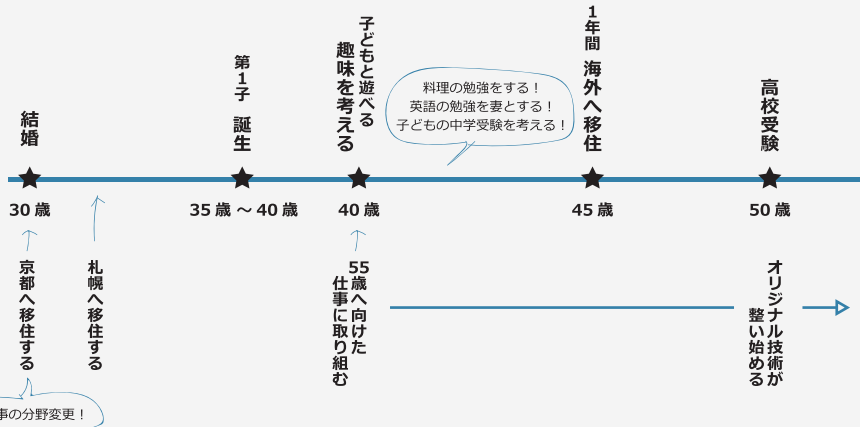 結婚
第1子 誕生
子どもと遊べる
趣味を考える
料理の勉強をする！
英語の勉強を妻とする！
子どもの中学受験を考える！
1年間 海外へ移住
高校受験
30歳
35歳〜40歳
40歳
45歳
50歳
京都へ移住する
札幌へ移住する
55歳へ向けた
仕事に取り組む
オリジナル技術が
整い始める
事の分野変更！